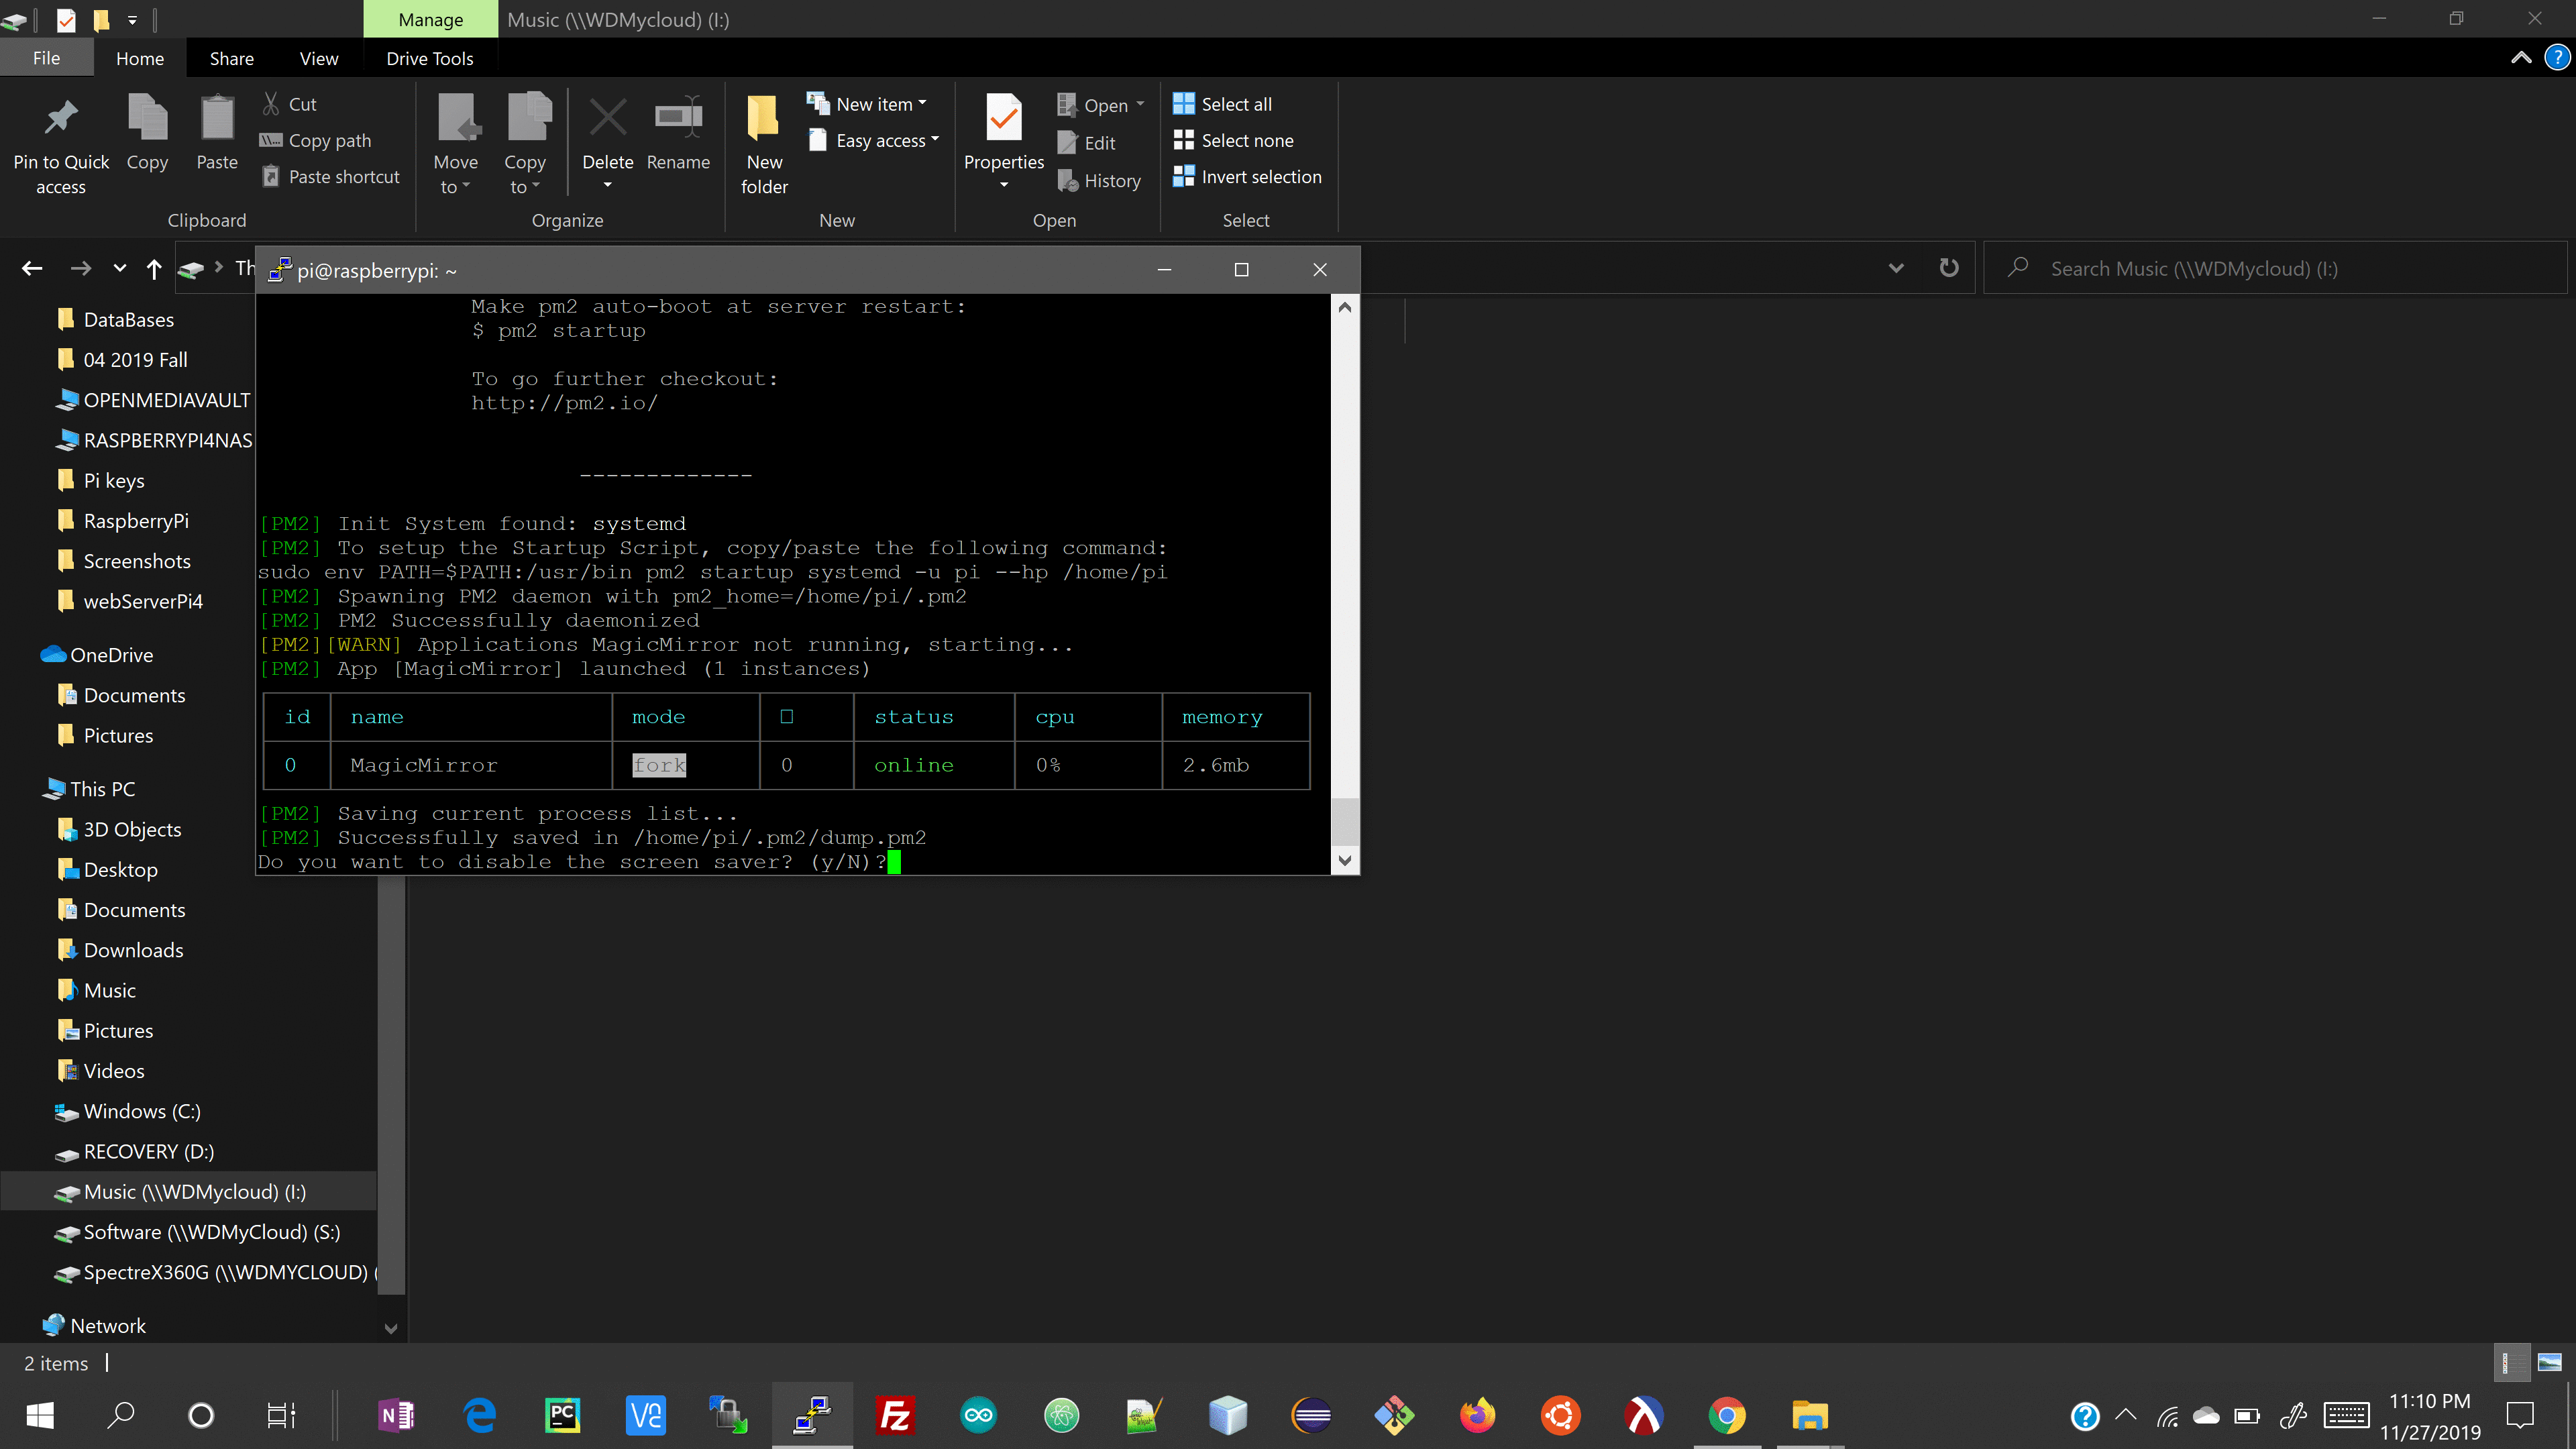 Manage
Music (\\WDMycloud) (I:)
File
Home
Share
View
Drive Tools
Pin to Quick access
Copy
Paste
Cut
Copy path
Paste shortcut
Clipboard
Move to
Copy to
Delete
Rename
Organize
New folder
New item
Easy access
New
Properties
Open
Edit
History
Open
Select all
Select none
Invert selection
Select
Th
Search Music (\\WDMycloud) (I:)
pi@raspberrypi: ~
Make pm2 auto-boot at server restart:
$ pm2 startup
To go further checkout:
http://pm2.io/
-------------
[PM2] Init System found: systemd
[PM2] To setup the Startup Script, copy/paste the following command:
sudo env PATH=$PATH:/usr/bin pm2 startup systemd -u pi --hp /home/pi
[PM2] Spawning PM2 daemon with pm2_home=/home/pi/.pm2
[PM2] PM2 Successfully daemonized
[PM2][WARN] Applications MagicMirror not running, starting...
[PM2] App [MagicMirror] launched (1 instances)
id name mode □ status cpu memory
0 MagicMirror fork 0 online 0% 2.6mb
[PM2] Saving current process list...
[PM2] Successfully saved in /home/pi/.pm2/dump.pm2
Do you want to disable the screen saver? (y/N)?
DataBases
04 2019 Fall
OPENMEDIAVAULT
RASPBERRYPI4NAS
Pi keys
RaspberryPi
Screenshots
webServerPi4
OneDrive
Documents
Pictures
This PC
3D Objects
Desktop
Documents
Downloads
Music
Pictures
Videos
Windows (C:)
RECOVERY (D:)
Music (\\WDMycloud) (I:)
Software (\\WDMyCloud) (S:)
SpectreX360G (\\WDMYCLOUD) (
Network
2 items
N
PC
V2
Fz
11:10 PM
11/27/2019